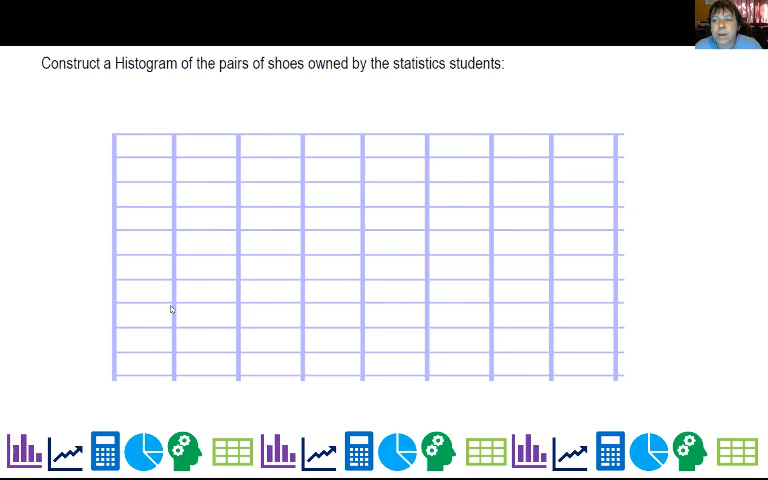 Construct a Histogram of the pairs of shoes owned by the statistics students: